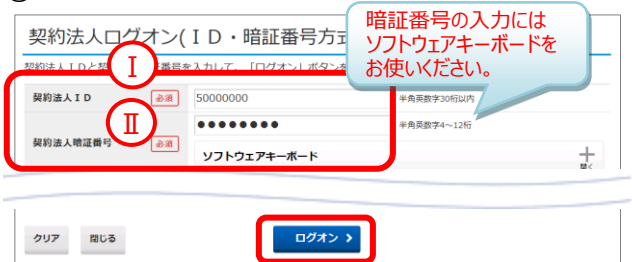 契約法人ログオン(ＩＤ・暗証番号方式
暗証番号の入力には
ソフトウェアキーボードを
お使いください。
契約法人ＩＤと契 暗証番号を入力して、「ログオン」ボタンを
Ⅰ
契約法人ＩＤ 必須 50000000 半角英数字30桁以内
Ⅱ
●●●●●●●● 半角英数字4～12桁
契約法人暗証番号 必須
ソフトウェアキーボード
開く
クリア 閉じる ログオン